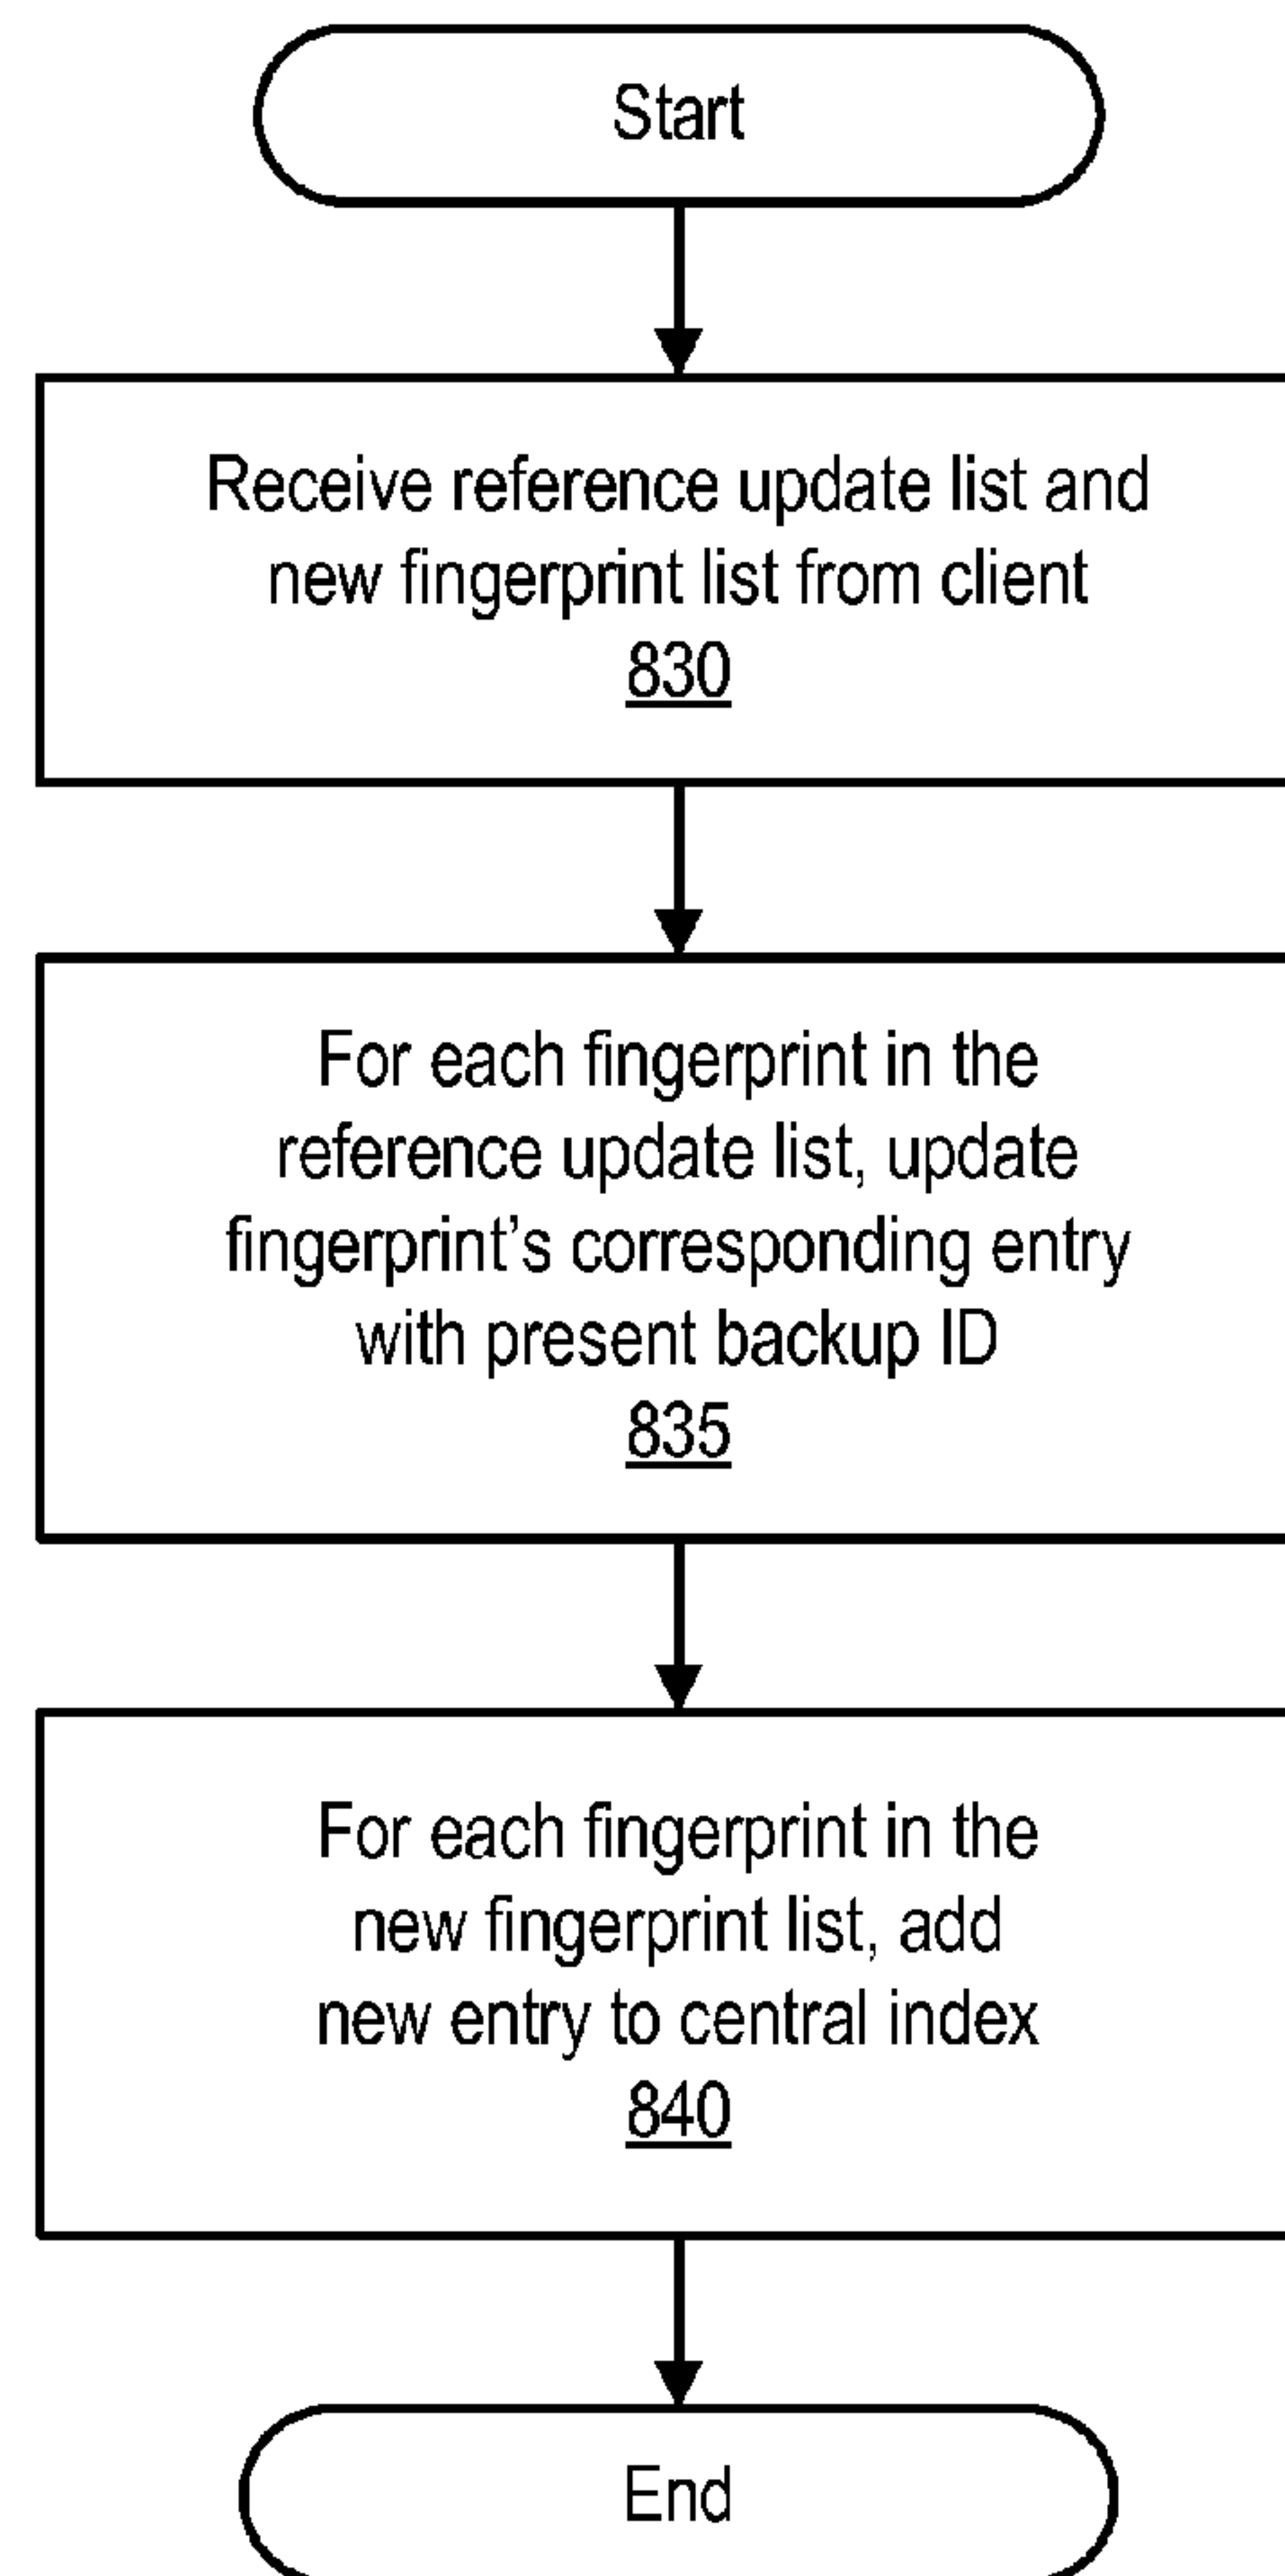 Start
Receive reference update list and
new fingerprint list from client
830
For each fingerprint in the
reference update list, update
fingerprint's corresponding entry
with present backup ID
835
For each fingerprint in the
new fingerprint list, add
new entry to central index
840
End